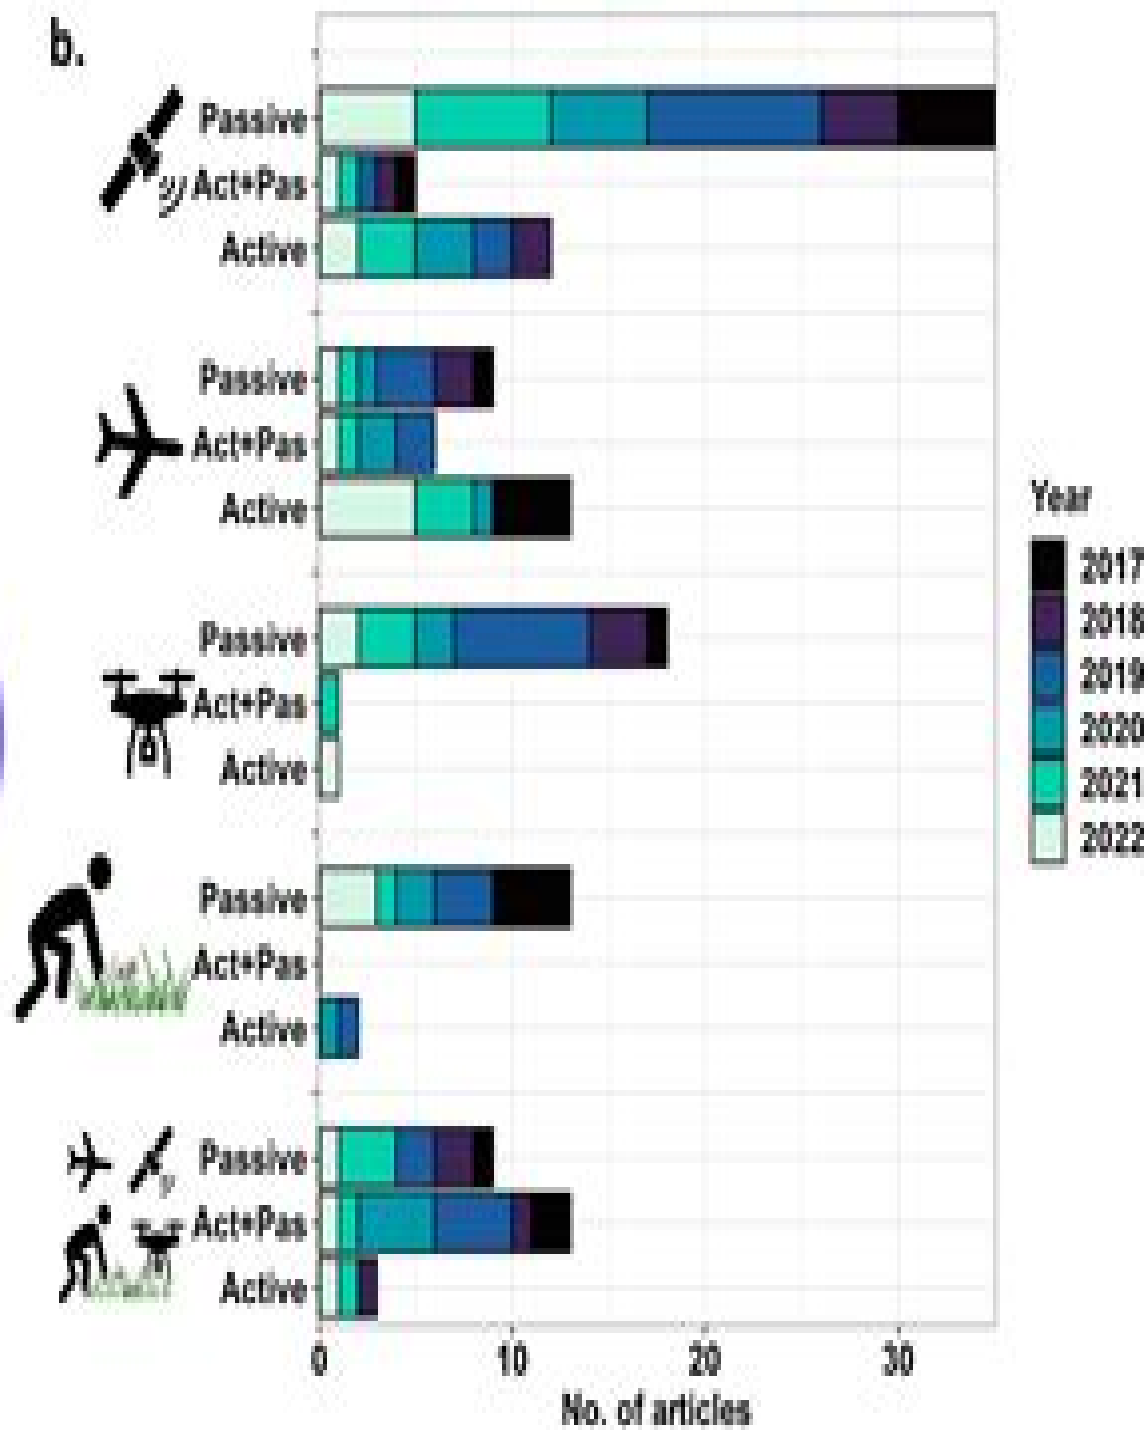 b.
Passive
Act+Pas
Active
Passive
Act+Pas
Active
Passive
Act+Pas
Active
Passive
Act+Pas
Active
Passive
Act+Pas
Active
0 10 20 30
No. of articles
Year
2017
2018
2019
2020
2021
2022